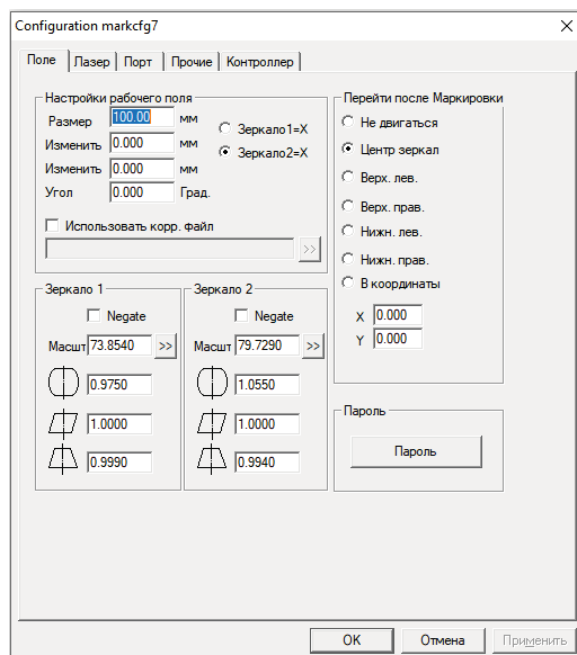 Configuration markcfg7
Поле Лазер Порт Прочие Контроллер
Настройки рабочего поля
Размер 100.00 мм
Изменить 0.000 мм
Изменить 0.000 мм
Угол 0.000 Град.
Зеркало1=X
Зеркало2=X
Использовать корр. файл
>>
Перейти после Маркировки
Не двигаться
Центр зеркал
Верх. лев.
Верх. прав.
Нижн. лев.
Нижн. прав.
В координаты
X 0.000
Y 0.000
Зеркало 1
Negate
Масшт 73.8540 >>
0.9750
1.0000
0.9990
Зеркало 2
Negate
Масшт 79.7290 >>
1.0550
1.0000
0.9940
Пароль
Пароль
OK Отмена Применить